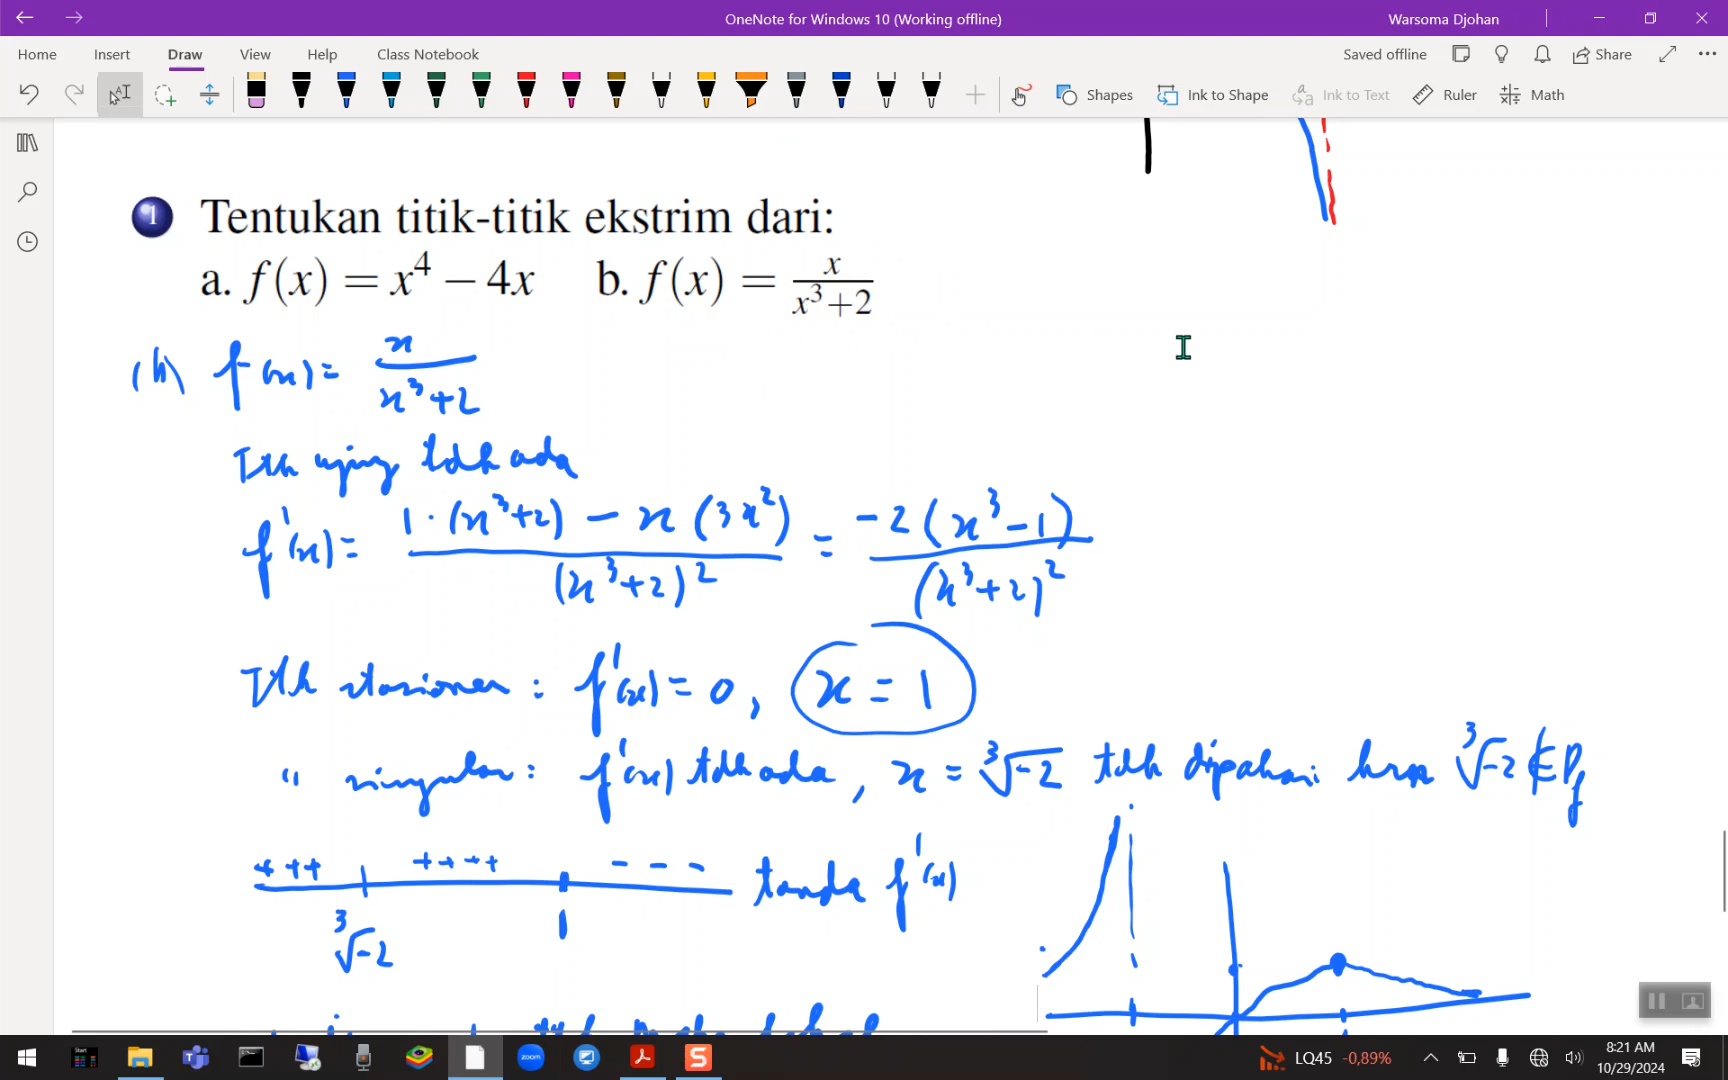 OneNote for Windows 10 (Working offline)
Warsoma Djohan
Home Insert Draw View Help Class Notebook
Saved offline
Share
Shapes
Ink to Shape
Ink to Text
Ruler
Math
1 Tentukan titik-titik ekstrim dari:
a. f(x) = x⁴ − 4x b. f(x) = x/(x³+2)
(b) f(x) = x/(x³+2)
Ttk ujung tdk ada
f'(x) = (1·(x³+2) − x(3x²))/(x³+2)² = −2(x³−1)/(x³+2)²
Ttk stasioner : f'(x) = 0, x = 1
" singular : f'(x) tdk ada, x = ³√−2 tdk dipakai krn ³√−2 ∉ D_f
+++ ++++ --- tanda f'(x)
³√−2 1
LQ45 -0,89%
8:21 AM
10/29/2024